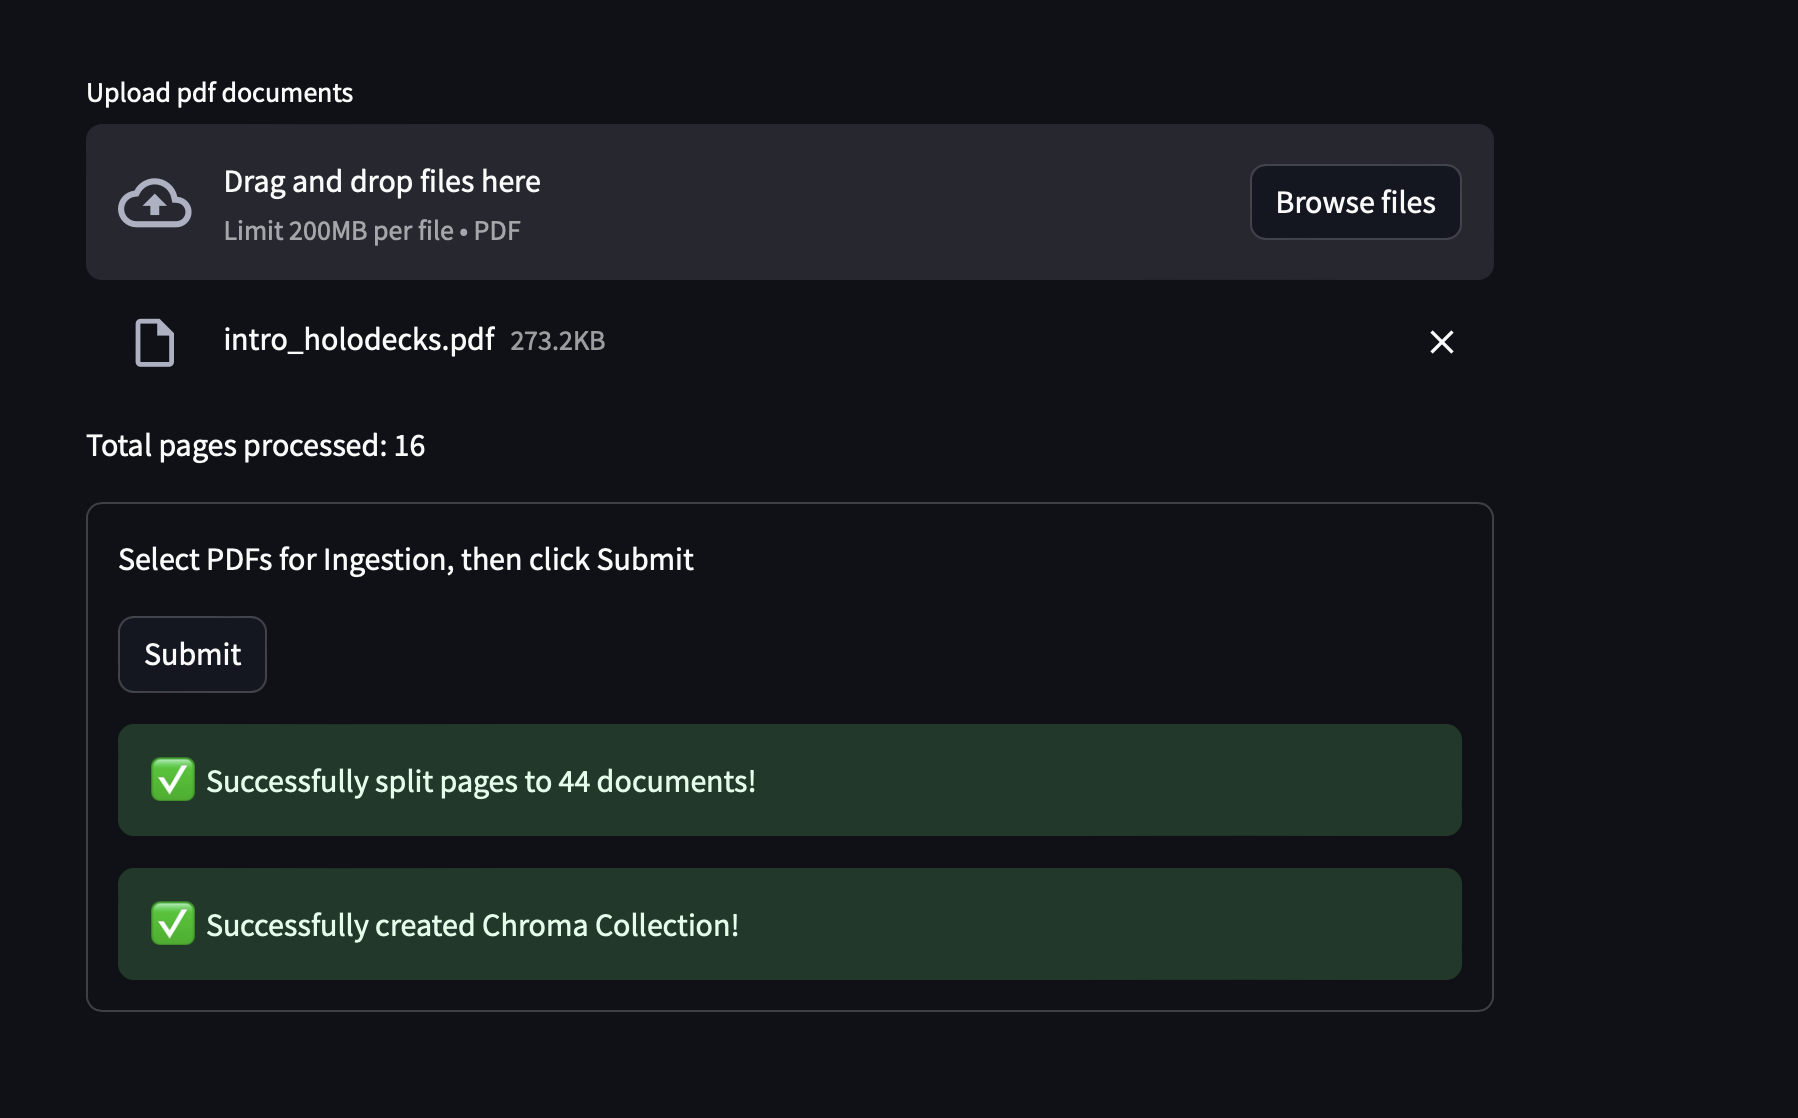 Upload pdf documents
Drag and drop files here
Limit 200MB per file • PDF
Browse files
intro_holodecks.pdf 273.2KB
Total pages processed: 16
Select PDFs for Ingestion, then click Submit
Submit
✅ Successfully split pages to 44 documents!
✅ Successfully created Chroma Collection!